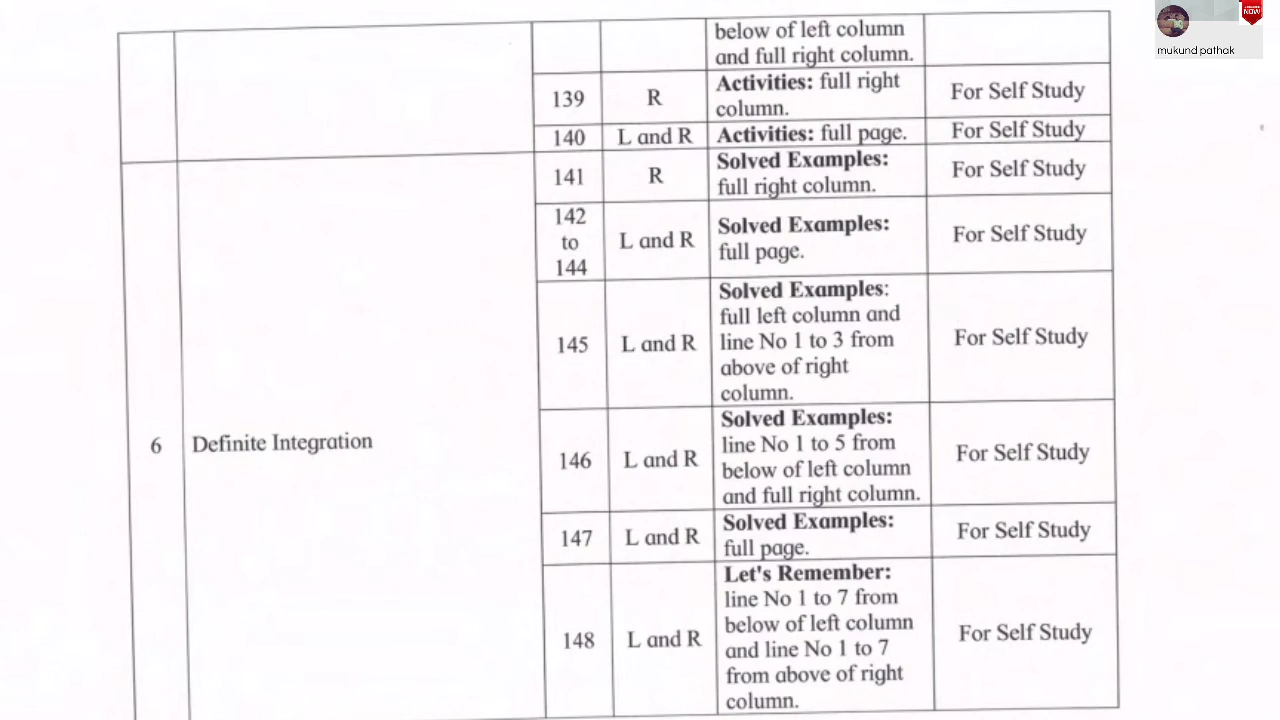 below of left column
and full right column.
139 R Activities: full right
column. For Self Study
140 L and R Activities: full page. For Self Study
141 R Solved Examples:
full right column. For Self Study
142
to
144 L and R Solved Examples:
full page. For Self Study
145 L and R Solved Examples:
full left column and
line No 1 to 3 from
above of right
column. For Self Study
6 Definite Integration
146 L and R Solved Examples:
line No 1 to 5 from
below of left column
and full right column. For Self Study
147 L and R Solved Examples:
full page. For Self Study
148 L and R Let's Remember:
line No 1 to 7 from
below of left column
and line No 1 to 7
from above of right
column. For Self Study
NOW
mukund pathak